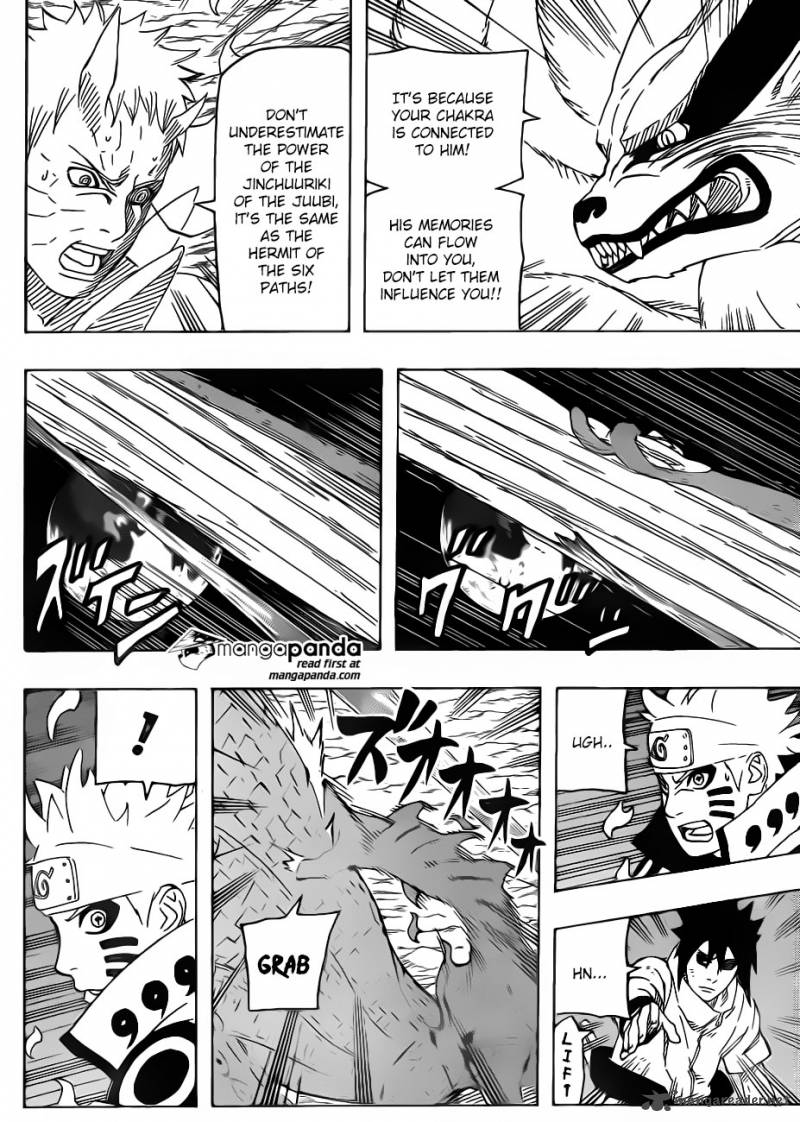 IT'S BECAUSE
YOUR CHAKRA
IS CONNECTED
TO HIM!
HIS MEMORIES
CAN FLOW
INTO YOU,
DON'T LET THEM
INFLUENCE YOU!!
DON'T
UNDERESTIMATE
THE POWER
OF THE
JINCHUURIKI
OF THE JUUBI,
IT'S THE SAME
AS THE
HERMIT OF
THE SIX
PATHS!
ググ
ズズイン
mangapanda
read first at
mangapanda.com
UGH..
HN...
LIFT
ズオオオオ
GRAB
!
mangareader.net